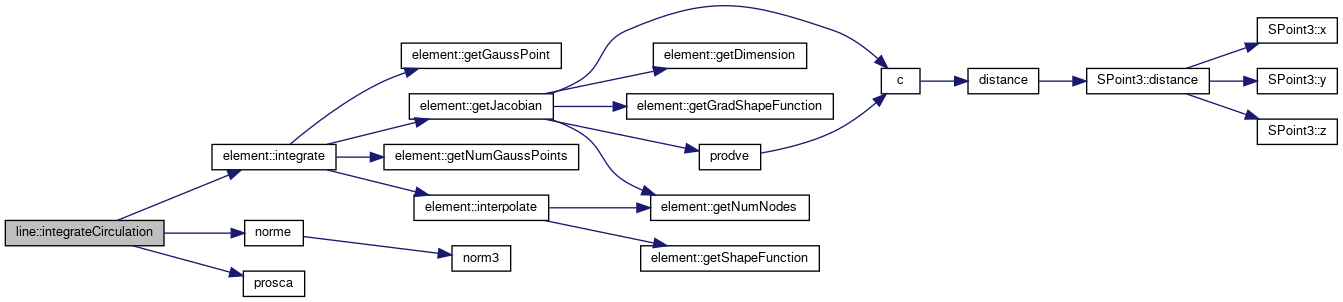 line::integrateCirculation
element::integrate
norme
prosca
element::getGaussPoint
element::getJacobian
element::getNumGaussPoints
element::interpolate
norm3
element::getDimension
element::getGradShapeFunction
prodve
element::getNumNodes
element::getShapeFunction
c
distance
SPoint3::distance
SPoint3::x
SPoint3::y
SPoint3::z